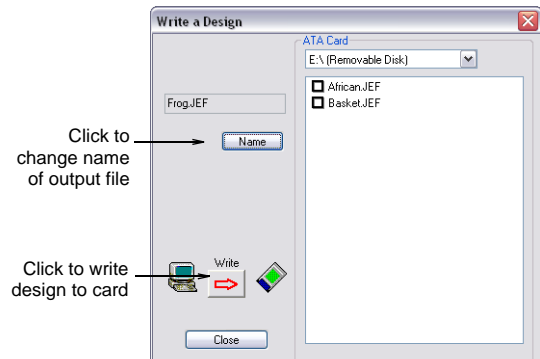 Write a Design
ATA Card
E:\ (Removable Disk)
African.JEF
Basket.JEF
Frog.JEF
Name
Click to
change name
of output file
Write
Click to write
design to card
Close